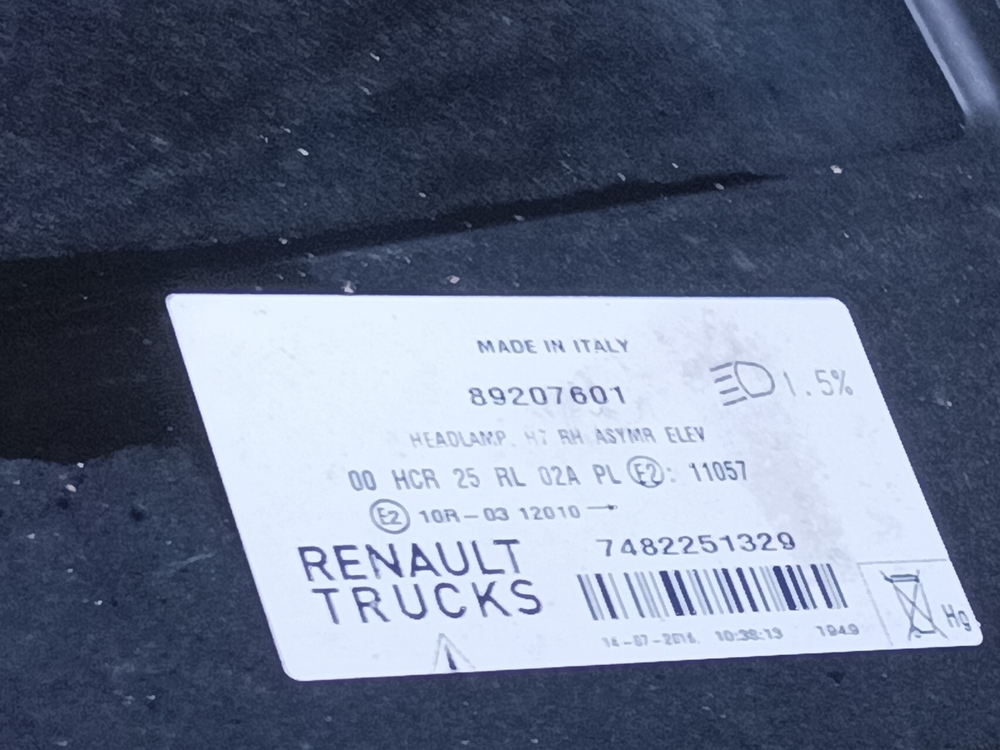 MADE IN ITALY
89207601
1.5%
HEADLAMP. H7 RH ASYMR ELEV
00 HCR 25 RL 02A PL E2: 11057
E2 10R-03 12010
RENAULT
TRUCKS
7482251329
14-07-2016. 10:38:13 1949
Hg